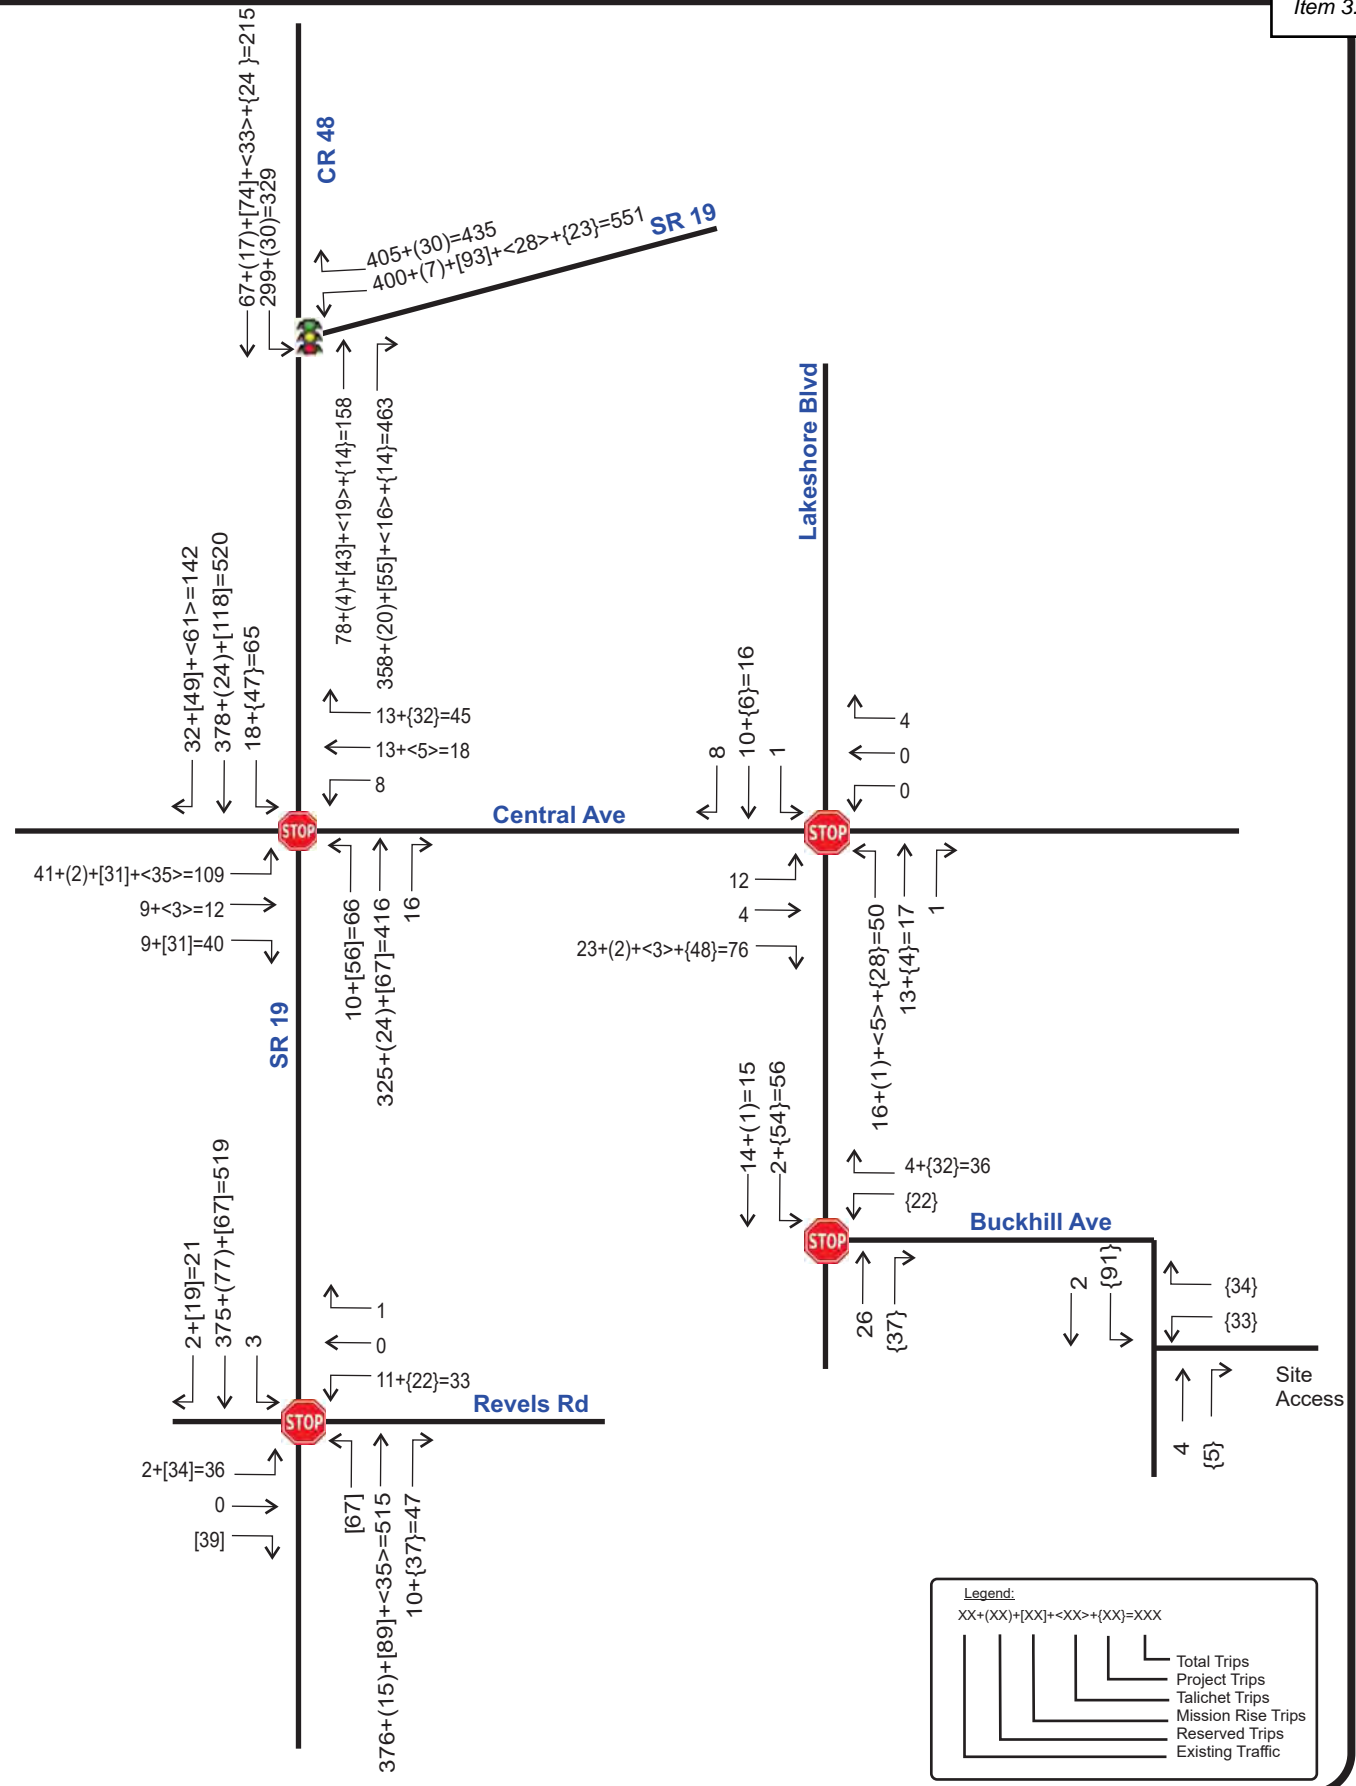 Item 3.
67+(17)+[74]+<33>+{24 }=215
299+(30)=329
CR 48
405+(30)=435
400+(7)+[93]+<28>+{23}=551
SR 19
78+(4)+[43]+<19>+{14}=158
358+(20)+[55]+<16>+{14}=463
Lakeshore Blvd
32+[49]+<61>=142
378+(24)+[118]=520
18+{47}=65
13+{32}=45
13+<5>=18
8
8
10+{6}=16
1
4
0
0
Central Ave
STOP
STOP
41+(2)+[31]+<35>=109
9+<3>=12
9+[31]=40
10+[56]=66
325+(24)+[67]=416
16
12
4
23+(2)+<3>+{48}=76
16+(1)+<5>+{28}=50
13+{4}=17
1
SR 19
14+(1)=15
2+{54}=56
4+{32}=36
{22}
STOP
Buckhill Ave
26
{37}
2
{91}
{34}
{33}
Site
Access
4
{5}
2+[19]=21
375+(77)+[67]=519
3
1
0
11+{22}=33
Revels Rd
STOP
2+[34]=36
0
[39]
[67]
376+(15)+[89]+<35>=515
10+{37}=47
Legend:
XX+(XX)+[XX]+<XX>+{XX}=XXX
Total Trips
Project Trips
Talichet Trips
Mission Rise Trips
Reserved Trips
Existing Traffic